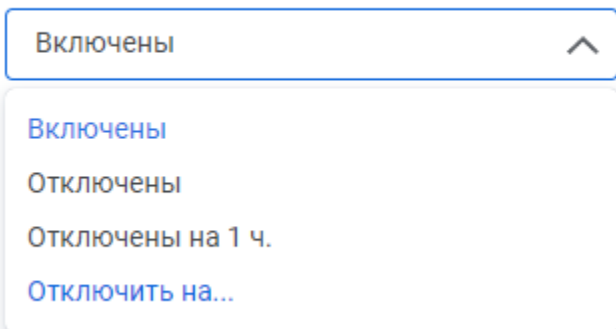 Включены
Включены
Отключены
Отключены на 1 ч.
Отключить на...